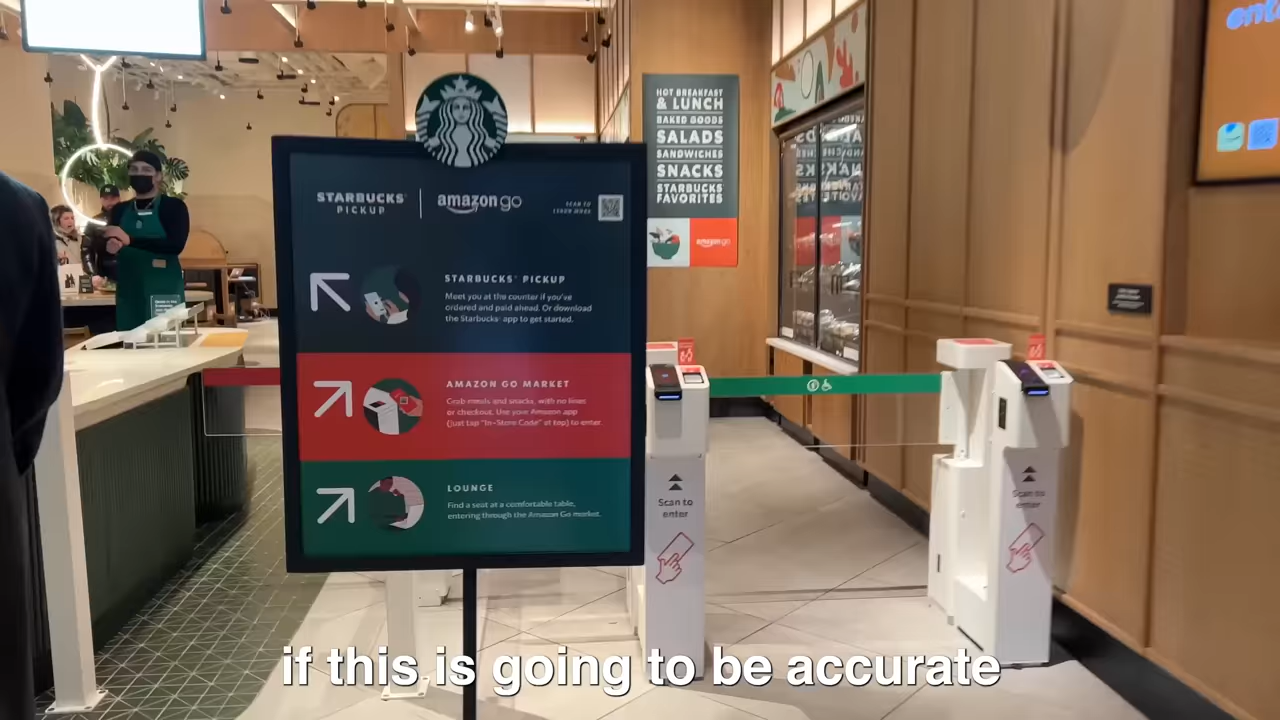 STARBUCKS
PICKUP
amazon go
SCAN TO
LEARN MORE
STARBUCKS PICKUP
Meet you at the counter if you've
ordered and paid ahead. Or download
the Starbucks app to get started.
AMAZON GO MARKET
Grab meals and snacks, with no lines
or checkout. Use your Amazon app
(just tap "In-Store Code" at top) to enter.
LOUNGE
Find a seat at a comfortable table,
entering through the Amazon Go market.
HOT BREAKFAST
& LUNCH
BAKED GOODS
SALADS
SANDWICHES
SNACKS
STARBUCKS
FAVORITES
amazon go
Scan to
enter
Scan to
enter
if this is going to be accurate